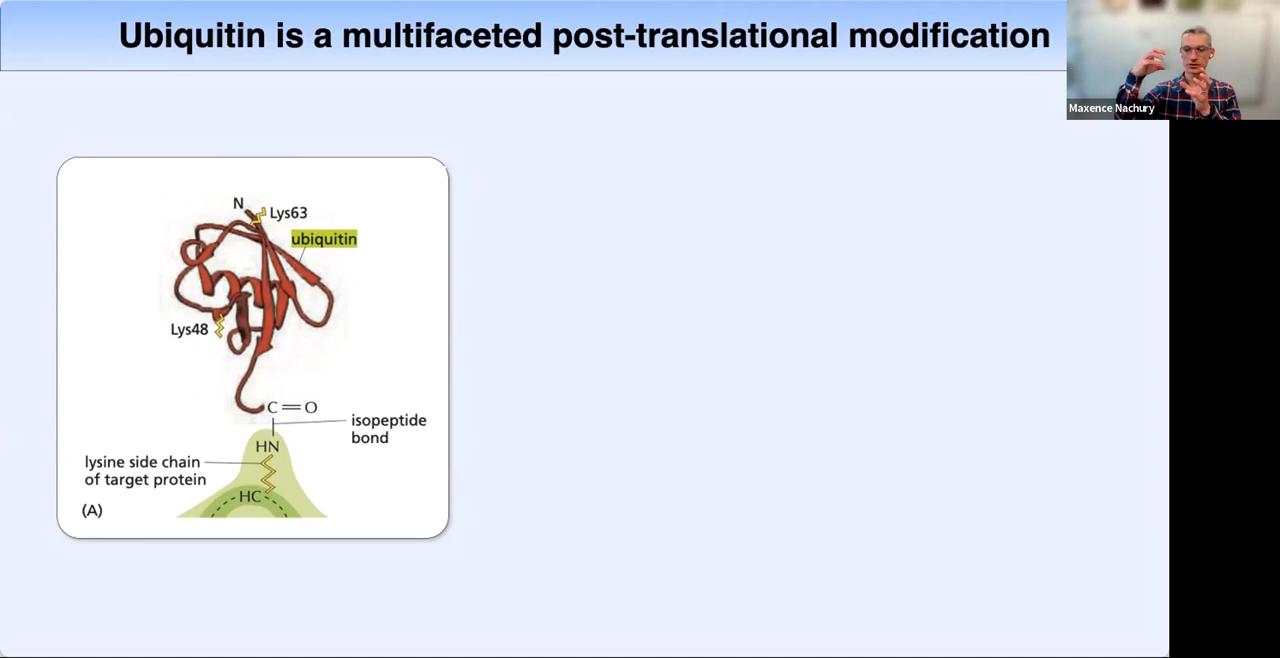 Ubiquitin is a multifaceted post-translational modification
Maxence Nachury
N
Lys63
ubiquitin
Lys48
C=O
isopeptide
bond
HN
lysine side chain
of target protein
HC
(A)